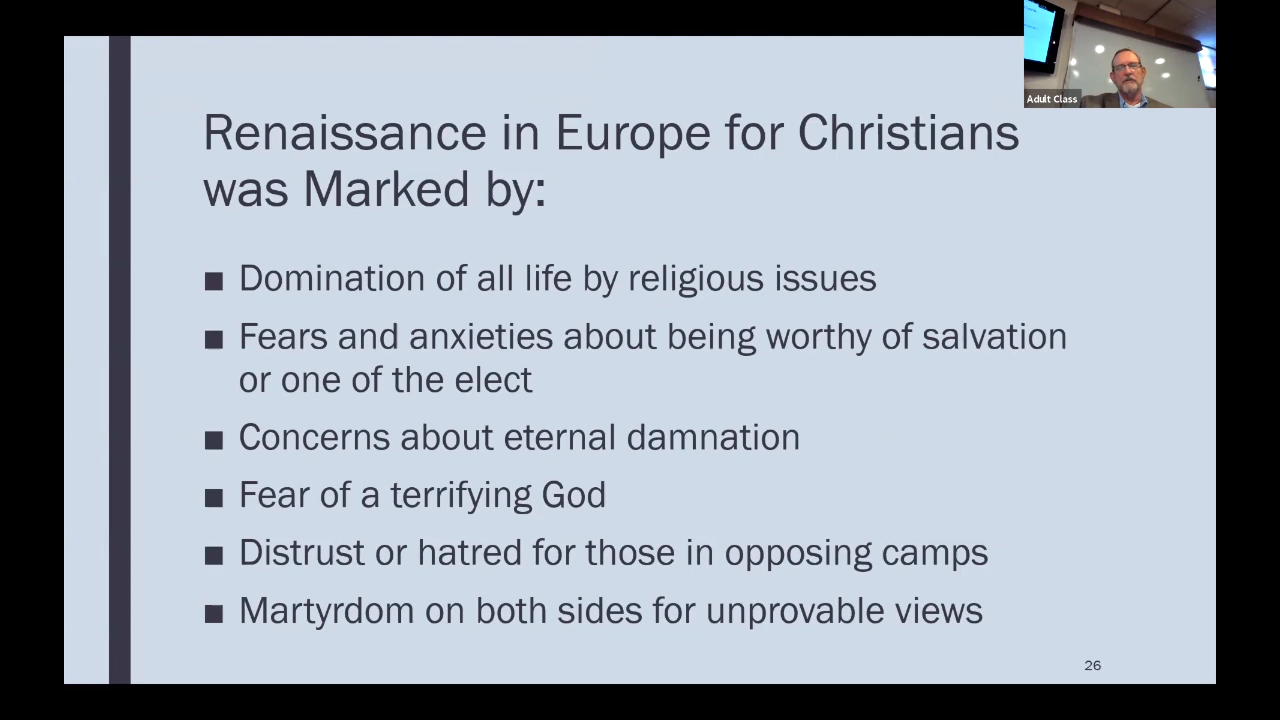 Adult Class
Renaissance in Europe for Christians
was Marked by:
■ Domination of all life by religious issues
■ Fears and anxieties about being worthy of salvation
or one of the elect
■ Concerns about eternal damnation
■ Fear of a terrifying God
■ Distrust or hatred for those in opposing camps
■ Martyrdom on both sides for unprovable views
26